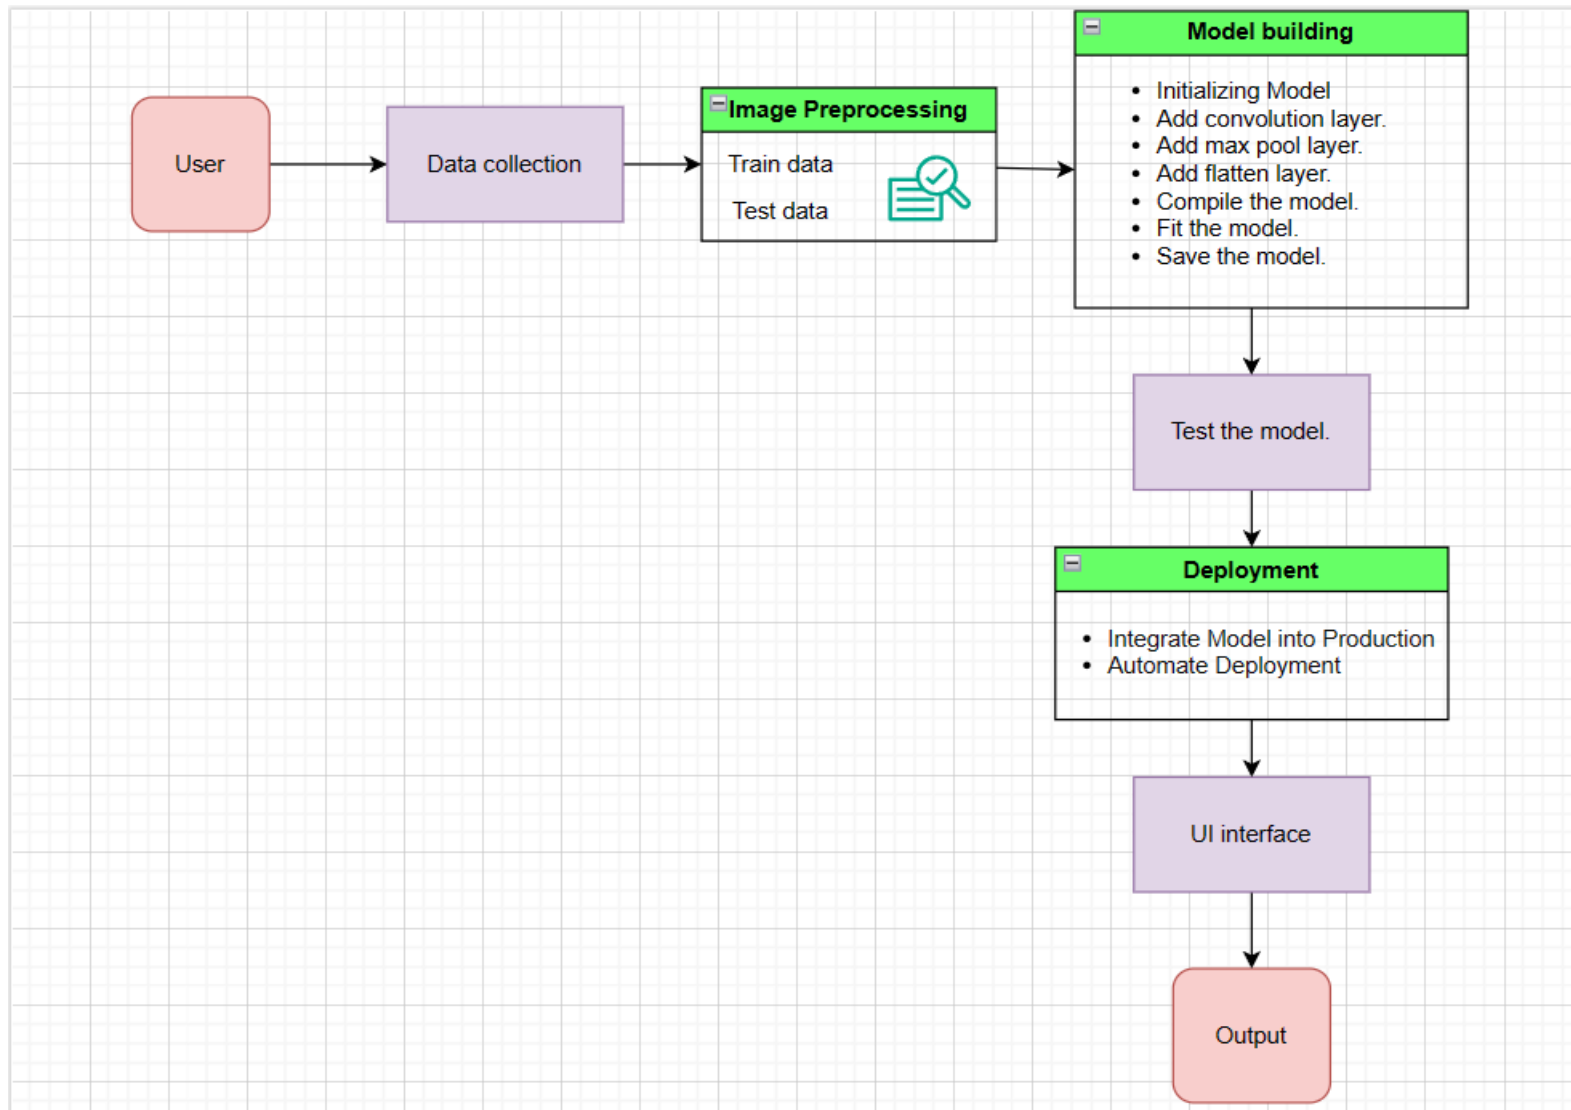 User
Data collection
Image Preprocessing
Train data
Test data
Model building
Initializing Model
Add convolution layer.
Add max pool layer.
Add flatten layer.
Compile the model.
Fit the model.
Save the model.
Test the model.
Deployment
Integrate Model into Production
Automate Deployment
UI interface
Output